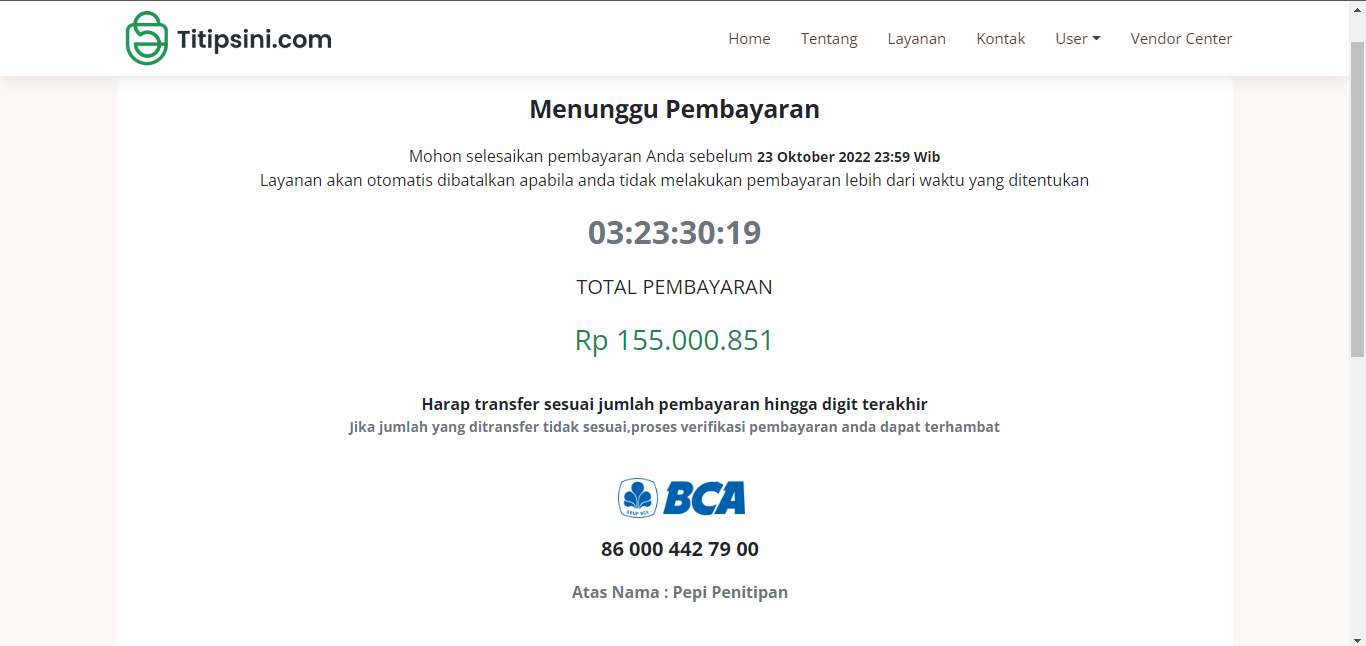 Titipsini.com
Home Tentang Layanan Kontak User Vendor Center
Menunggu Pembayaran
Mohon selesaikan pembayaran Anda sebelum 23 Oktober 2022 23:59 Wib
Layanan akan otomatis dibatalkan apabila anda tidak melakukan pembayaran lebih dari waktu yang ditentukan
03:23:30:19
TOTAL PEMBAYARAN
Rp 155.000.851
Harap transfer sesuai jumlah pembayaran hingga digit terakhir
Jika jumlah yang ditransfer tidak sesuai,proses verifikasi pembayaran anda dapat terhambat
BCA
86 000 442 79 00
Atas Nama : Pepi Penitipan